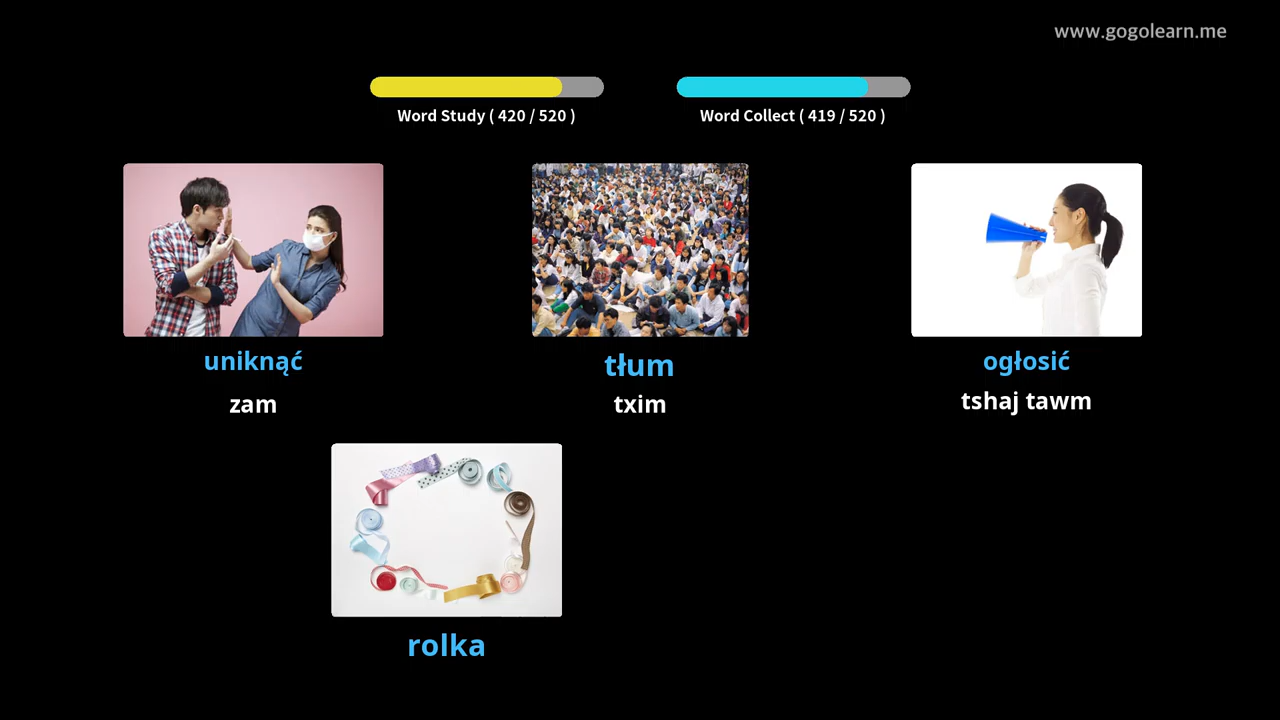 www.gogolearn.me
Word Study ( 420 / 520 )
Word Collect ( 419 / 520 )
uniknąć
tłum
ogłosić
zam
txim
tshaj tawm
rolka